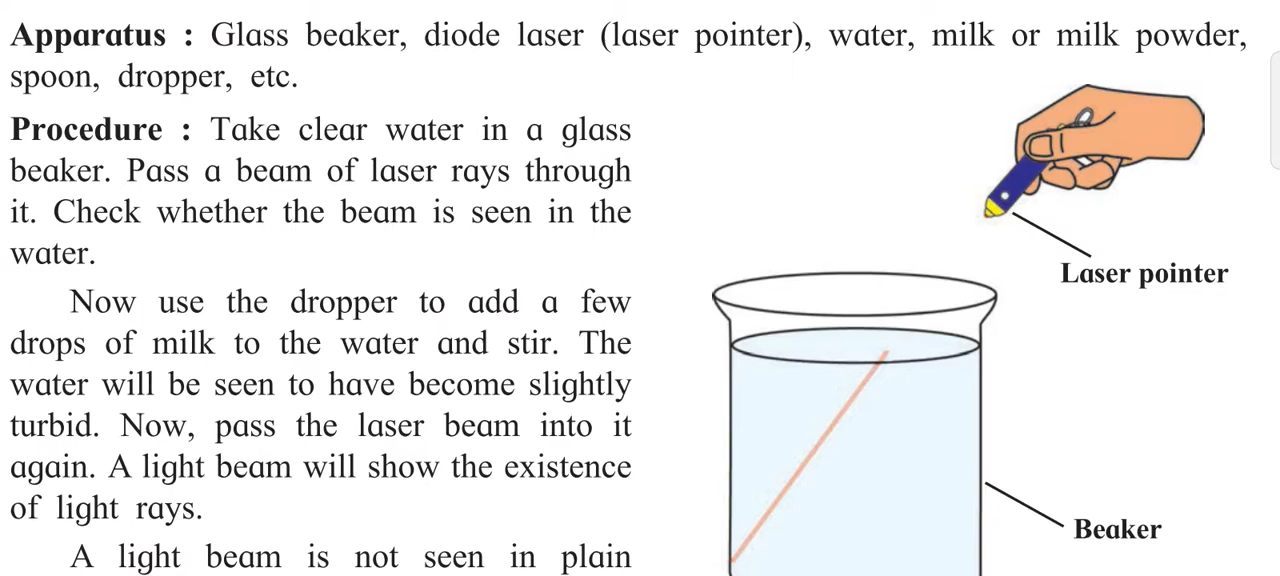 Apparatus : Glass beaker, diode laser (laser pointer), water, milk or milk powder,
spoon, dropper, etc.
Procedure : Take clear water in a glass
beaker. Pass a beam of laser rays through
it. Check whether the beam is seen in the
water.
Now use the dropper to add a few
drops of milk to the water and stir. The
water will be seen to have become slightly
turbid. Now, pass the laser beam into it
again. A light beam will show the existence
of light rays.
A light beam is not seen in plain
Laser pointer
Beaker